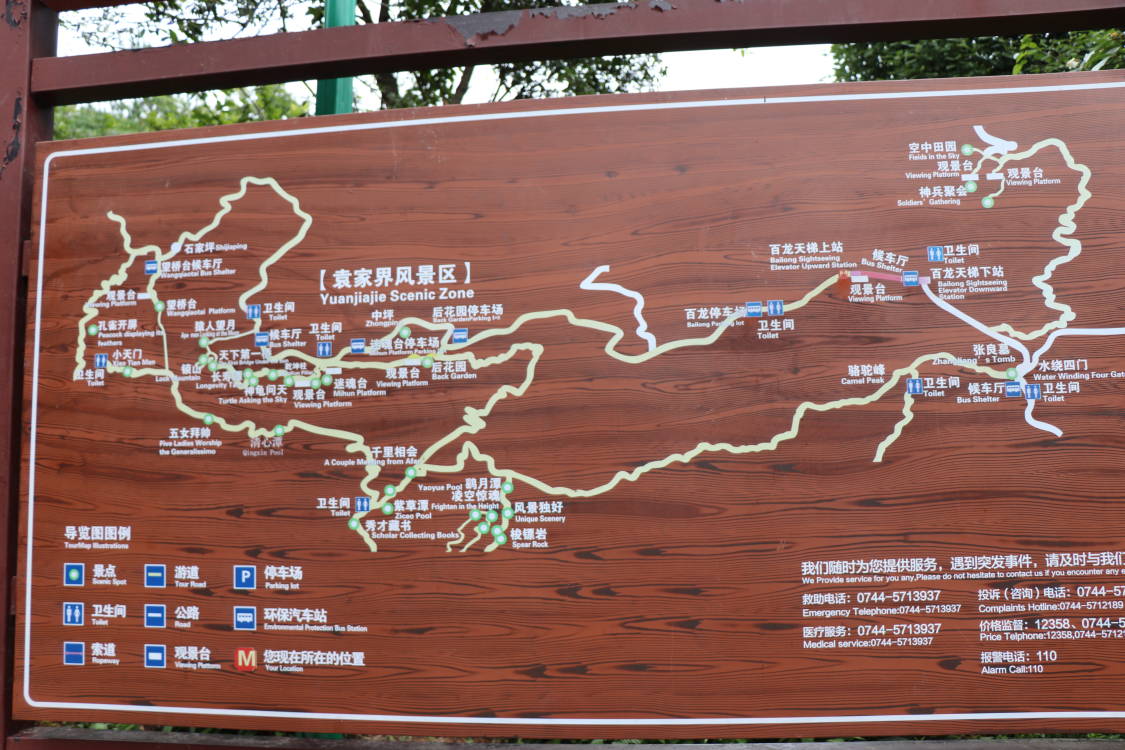 空中田园
Fields in the Sky
观景台
Viewing Platform
神兵聚会
Soldiers' Gathering
观景台
Viewing Platform
石家坪 Shijiaping
望桥台候车厅
Wangqiaotai Bus Shelter
【袁家界风景区】
Yuanjiajie Scenic Zone
百龙天梯上站
Bailong Sightseeing
Elevator Upward Station
候车厅
Bus Shelter
卫生间
Toilet
百龙天梯下站
Bailong Sightseeing
Elevator Downward
Station
观景台
Viewing Platform
观景台
Viewing Platform
望桥台
Wangqiaotai Platform
孔雀开屏
Peacock displaying its
feathers
猿人望月
卫生间
Toilet
候车厅
Bus Shelter
卫生间
Toilet
中坪
Zhongping
后花园停车场
Back Garden Parking lot
迷魂台停车场
百龙停车场
Bailong Parking lot
卫生间
Toilet
小天门
Xiao Tian Men
卫生间
Toilet
天下第一
乾坤柱
神龟问天
Turtle Asking the Sky
观景台
Viewing Platform
迷魂台
Mihun Platform
观景台
Viewing Platform
后花园
Back Garden
张良墓
Zhangliang's Tomb
水绕四门
Water Winding Four Gate
骆驼峰
Camel Peak
卫生间
Toilet
候车厅
Bus Shelter
卫生间
Toilet
五女拜帅
Five Ladies Worship
the Generalissimo
清心潭
Qingxin Pool
千里相会
A Couple Meeting from Afar
Yaoyue Pool
凌空惊魂
Frightan in the Height
卫生间
Toilet
紫草潭
Zicao Pool
风景独好
Unique Scenery
秀才藏书
Scholar Collecting Books
梭镖岩
Spear Rock
导览图图例
TourMap Illustrations
景点
Scenic Spot
游道
Tour Road
P
停车场
Parking lot
卫生间
Toilet
公路
Road
环保汽车站
Environmental Protection Bus Station
索道
Ropeway
观景台
Viewing Platform
M
您现在所在的位置
Your Location
我们随时为您提供服务，遇到突发事件，请及时与我们
We Provide service for you any,Please do not hesitate to contact us if you encounter any
救助电话：0744-5713937
Emergency Telephone:0744-5713937
投诉（咨询）电话：0744-
Complaints Hotline:0744-5712189
医疗服务：0744-5713937
Medical service:0744-5713937
价格监督：12358、0744-5
Price Telphone:12358,0744-5712
报警电话：110
Alarm Call:110